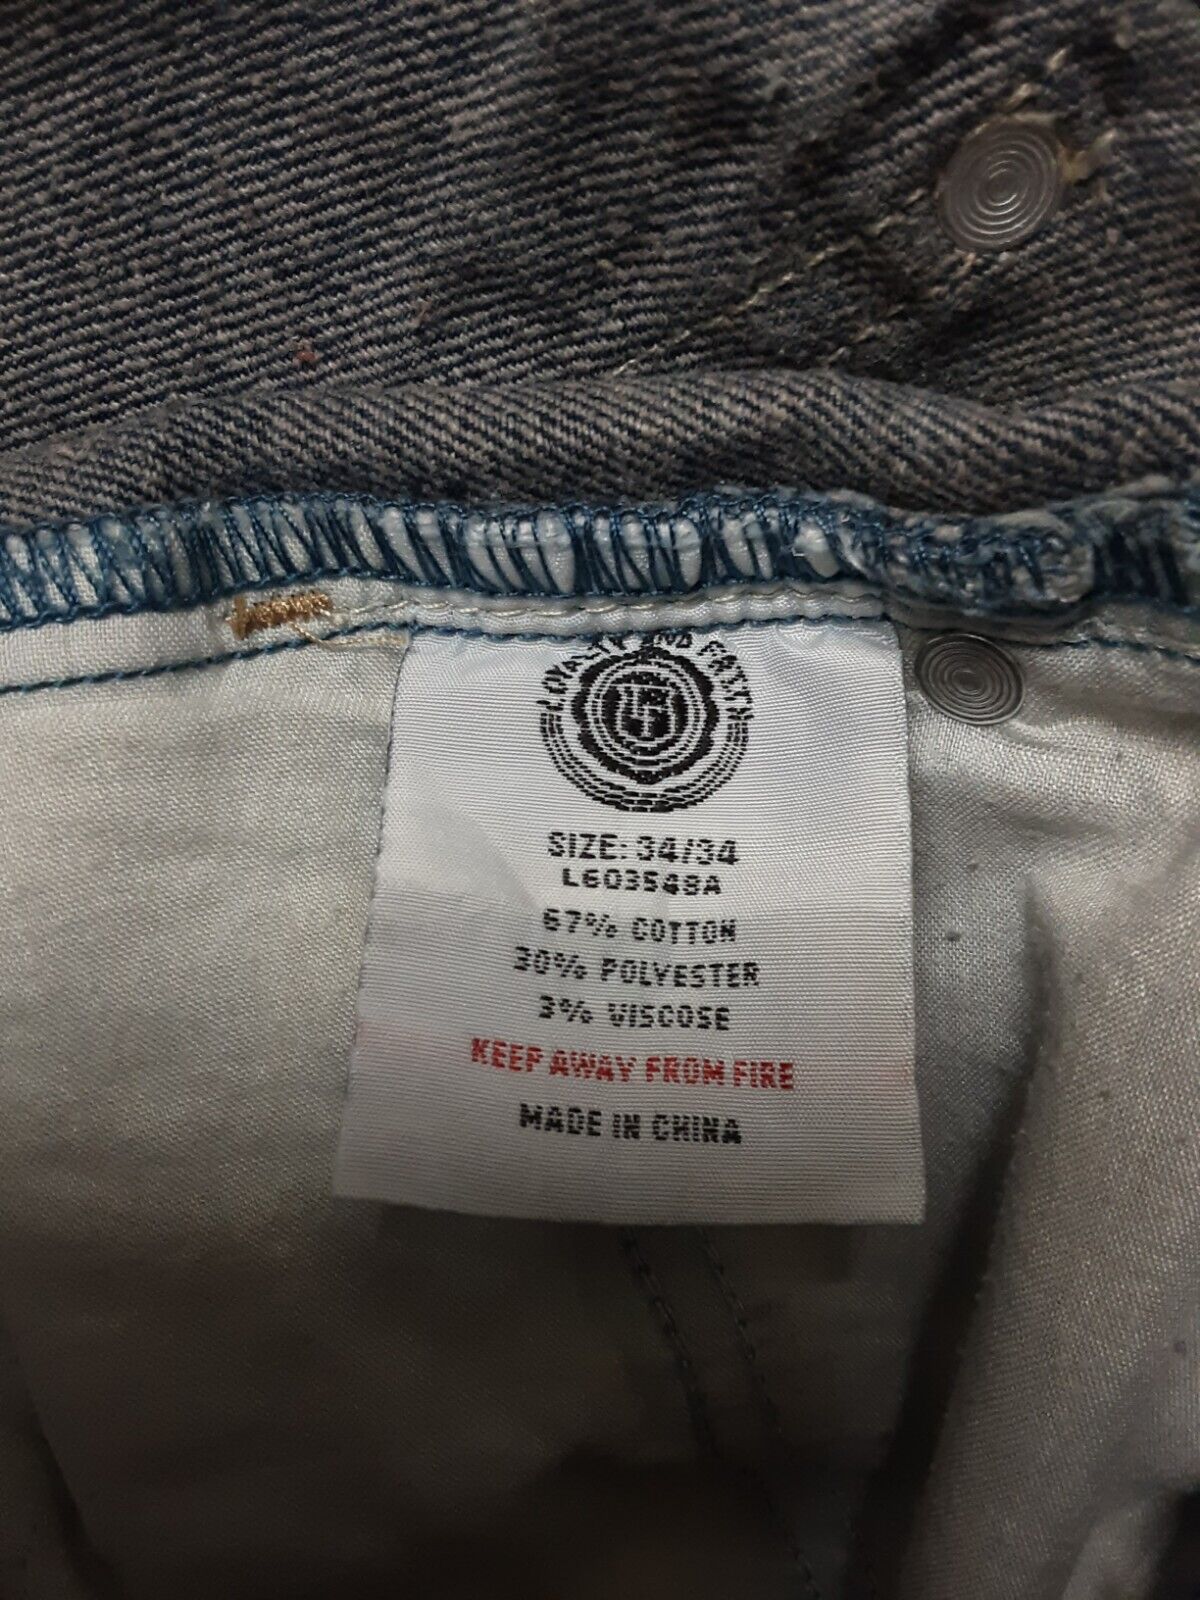 LOYALTY AND FAITH
SIZE: 34/34
L603548A
67% COTTON
30% POLYESTER
3% VISCOSE
KEEP AWAY FROM FIRE
MADE IN CHINA